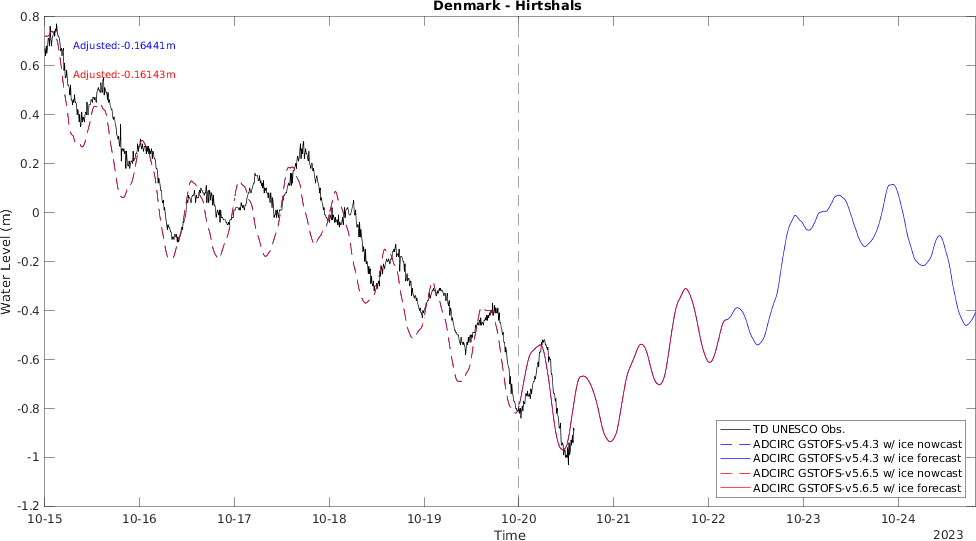 Denmark - Hirtshals
Adjusted:-0.16441m
Adjusted:-0.16143m
Water Level (m)
0.8
0.6
0.4
0.2
0
-0.2
-0.4
-0.6
-0.8
-1
-1.2
TD UNESCO Obs.
ADCIRC GSTOFS-v5.4.3 w/ ice nowcast
ADCIRC GSTOFS-v5.4.3 w/ ice forecast
ADCIRC GSTOFS-v5.6.5 w/ ice nowcast
ADCIRC GSTOFS-v5.6.5 w/ ice forecast
10-15 10-16 10-17 10-18 10-19 10-20 10-21 10-22 10-23 10-24
Time
2023